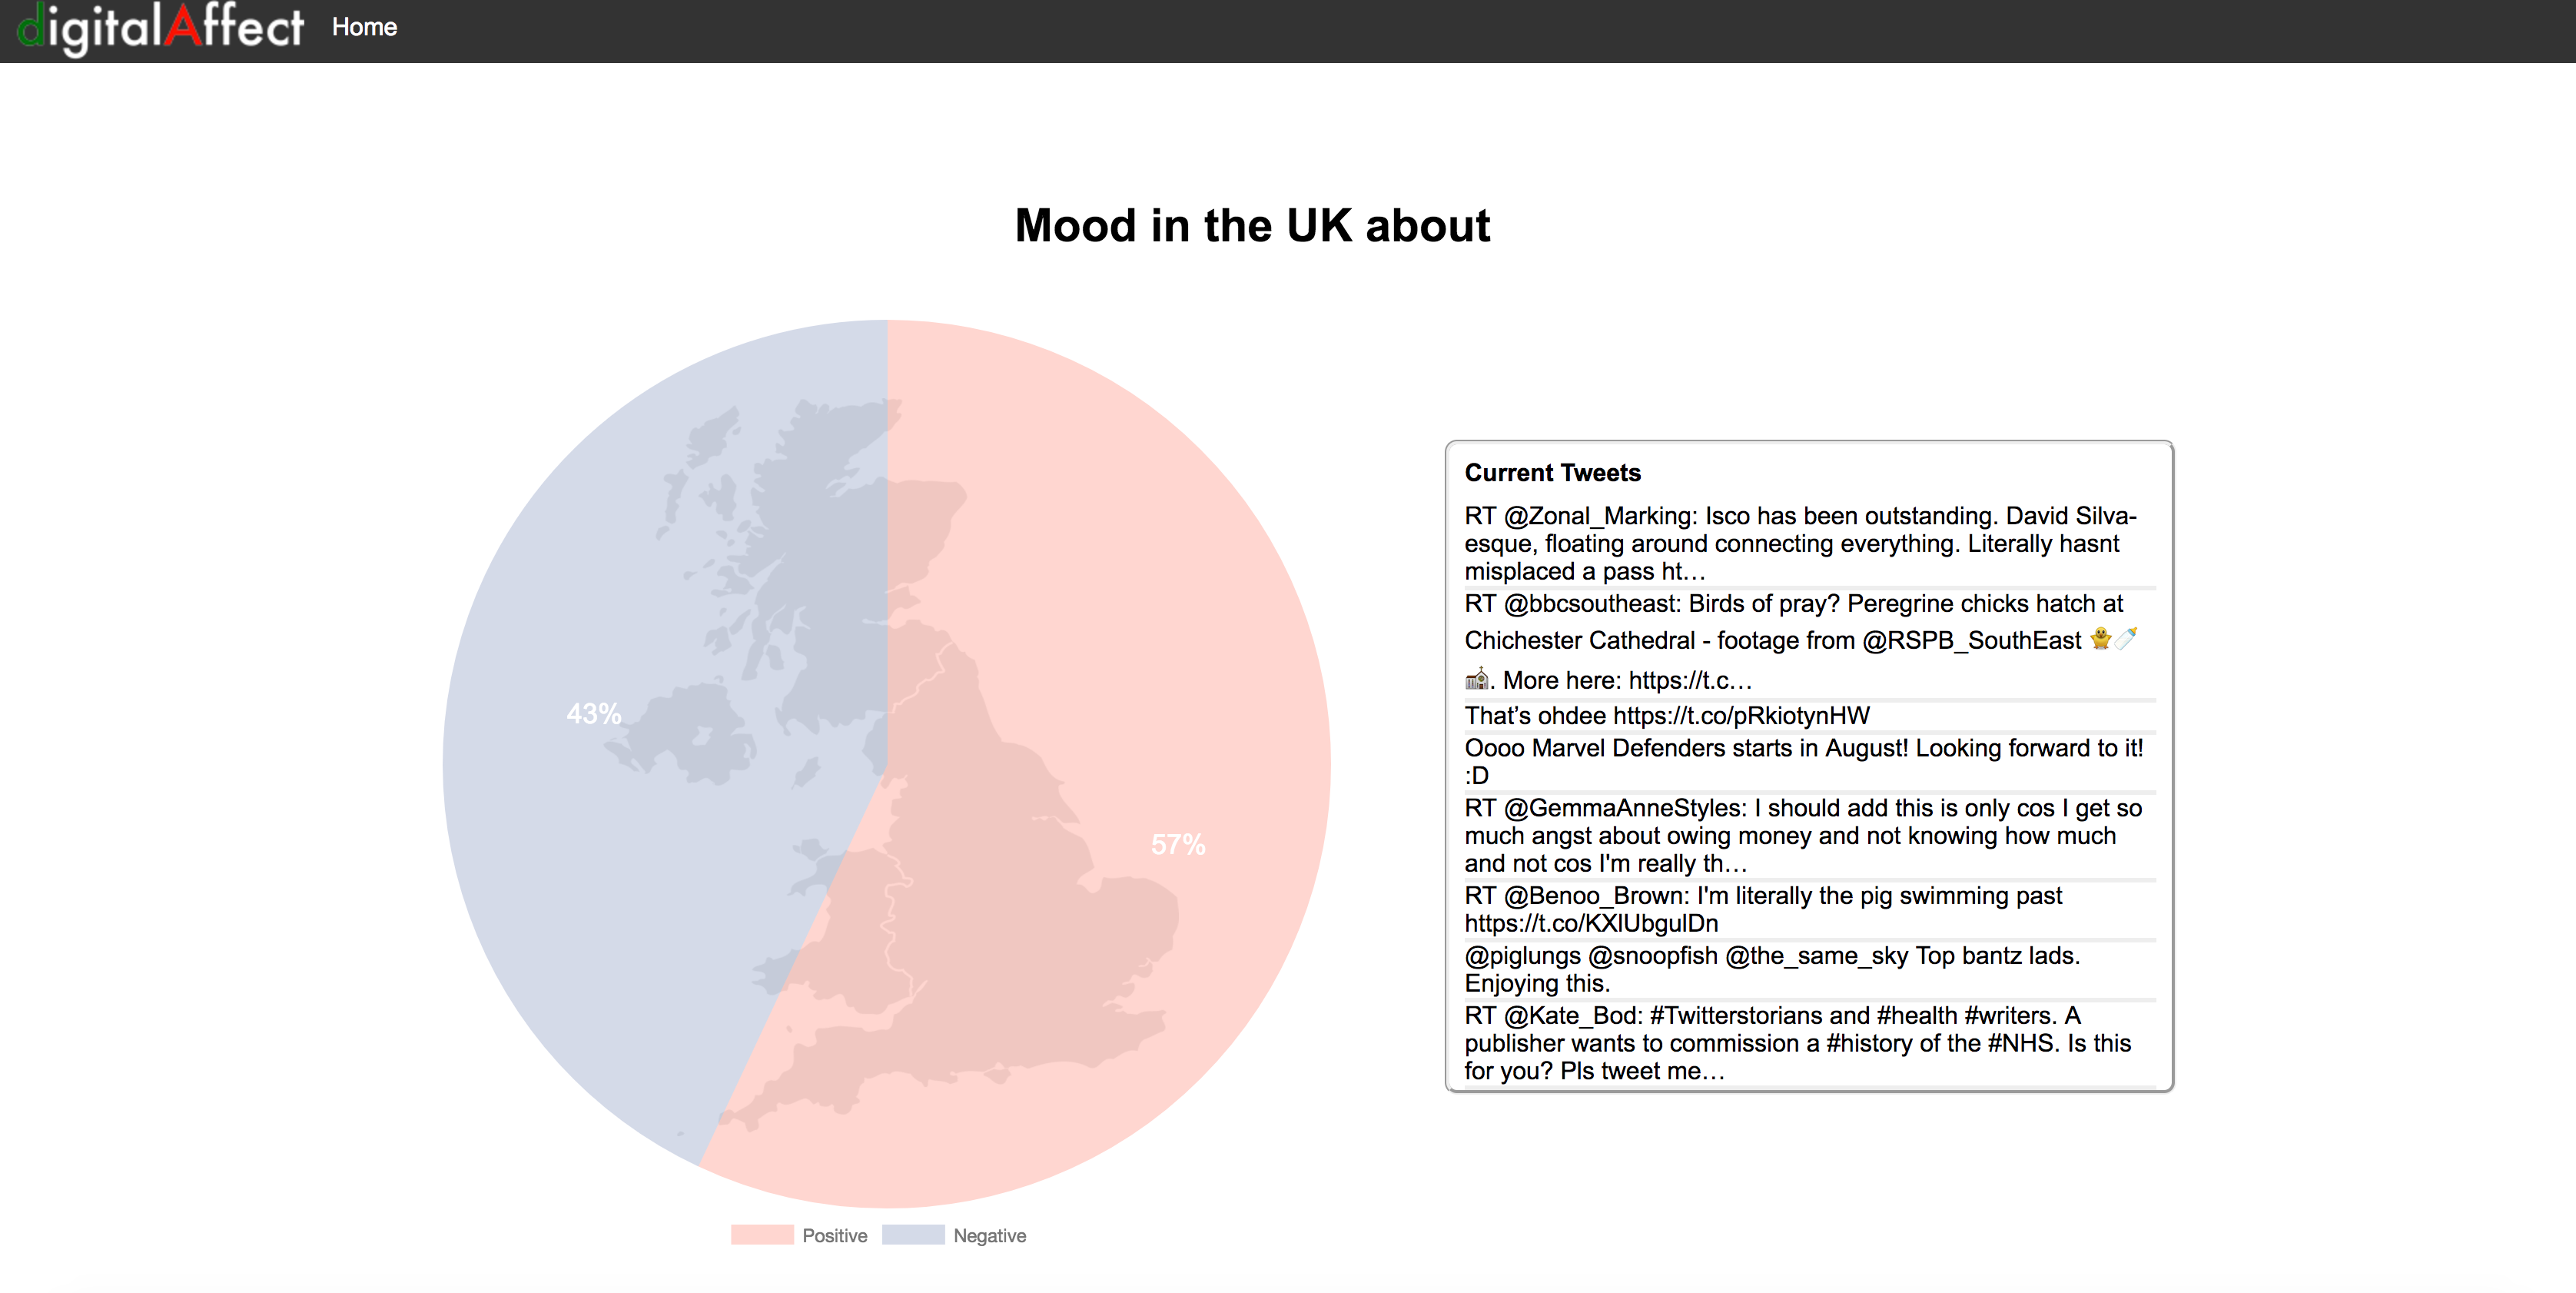 digitalAffect Home
Mood in the UK about
43%
57%
Positive Negative
Current Tweets
RT @Zonal_Marking: Isco has been outstanding. David Silva-
esque, floating around connecting everything. Literally hasnt
misplaced a pass ht…
RT @bbcsoutheast: Birds of pray? Peregrine chicks hatch at
Chichester Cathedral - footage from @RSPB_SouthEast 🐥🍼
⛪. More here: https://t.c…
That’s ohdee https://t.co/pRkiotynHW
Oooo Marvel Defenders starts in August! Looking forward to it!
:D
RT @GemmaAnneStyles: I should add this is only cos I get so
much angst about owing money and not knowing how much
and not cos I'm really th…
RT @Benoo_Brown: I'm literally the pig swimming past
https://t.co/KXlUbgulDn
@piglungs @snoopfish @the_same_sky Top bantz lads.
Enjoying this.
RT @Kate_Bod: #Twitterstorians and #health #writers. A
publisher wants to commission a #history of the #NHS. Is this
for you? Pls tweet me…